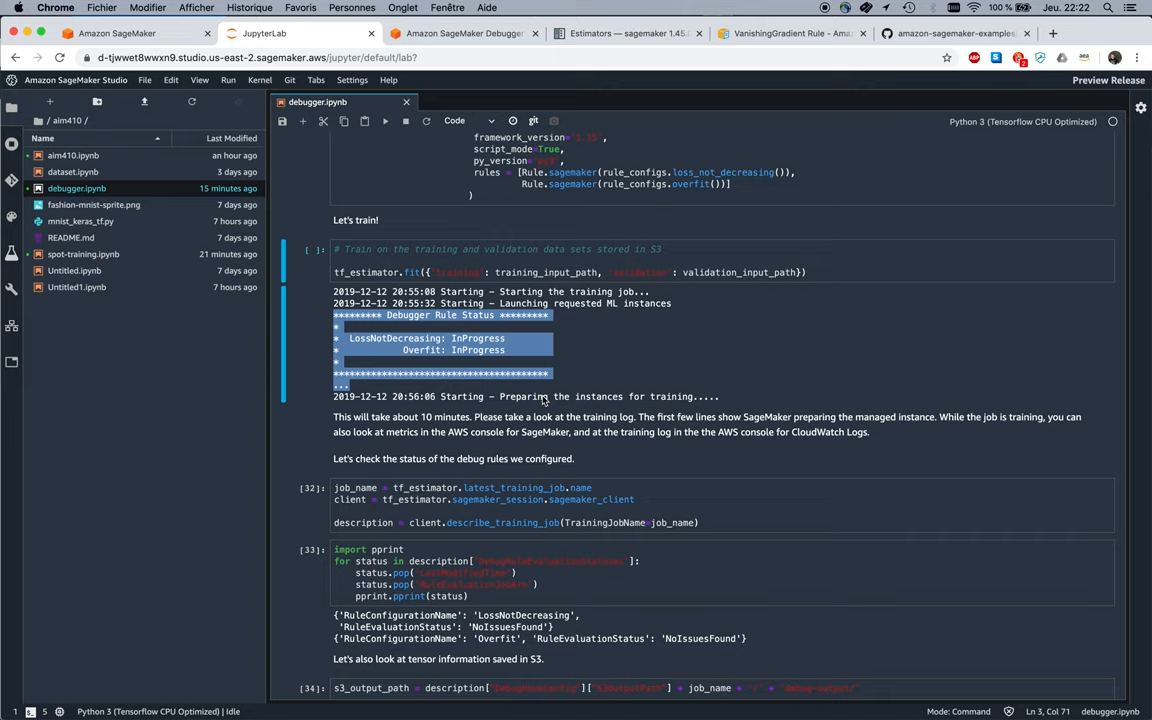 Chrome Fichier Modifier Afficher Historique Favoris Personnes Onglet Fenêtre Aide 100 % Jeu. 22:22
Amazon SageMaker JupyterLab Amazon SageMaker Debugger Estimators — sagemaker 1.45. VanishingGradient Rule - Amaz amazon-sagemaker-examples
d-tjwwet8wwxn9.studio.us-east-2.sagemaker.aws/jupyter/default/lab?
Amazon SageMaker Studio File Edit View Run Kernel Git Tabs Settings Help Preview Release
debugger.ipynb
/ aim410 /
Code
git
Python 3 (Tensorflow CPU Optimized)
Name Last Modified
aim410.ipynb an hour ago
dataset.ipynb 3 days ago
debugger.ipynb 15 minutes ago
fashion-mnist-sprite.png 7 days ago
mnist_keras_tf.py 7 hours ago
README.md 7 days ago
spot-training.ipynb 21 minutes ago
Untitled.ipynb 7 days ago
Untitled1.ipynb 7 hours ago
framework_version='1.15',
script_mode=True,
py_version='py3',
rules = [Rule.sagemaker(rule_configs.loss_not_decreasing()),
Rule.sagemaker(rule_configs.overfit())]
)
Let's train!
[ ]: # Train on the training and validation data sets stored in S3
tf_estimator.fit({'training': training_input_path, 'validation': validation_input_path})
2019-12-12 20:55:08 Starting - Starting the training job...
2019-12-12 20:55:32 Starting - Launching requested ML instances
********* Debugger Rule Status *********
*
* LossNotDecreasing: InProgress
* Overfit: InProgress
*
****************************************
...
2019-12-12 20:56:06 Starting - Preparing the instances for training.....
This will take about 10 minutes. Please take a look at the training log. The first few lines show SageMaker preparing the managed instance. While the job is training, you can
also look at metrics in the AWS console for SageMaker, and at the training log in the the AWS console for CloudWatch Logs.
Let's check the status of the debug rules we configured.
[32]: job_name = tf_estimator.latest_training_job.name
client = tf_estimator.sagemaker_session.sagemaker_client
description = client.describe_training_job(TrainingJobName=job_name)
[33]: import pprint
for status in description["DebugRuleEvaluationStatuses"]:
status.pop('LastModifiedTime')
status.pop('RuleEvaluationJobArn')
pprint.pprint(status)
{'RuleConfigurationName': 'LossNotDecreasing',
'RuleEvaluationStatus': 'NoIssuesFound'}
{'RuleConfigurationName': 'Overfit', 'RuleEvaluationStatus': 'NoIssuesFound'}
Let's also look at tensor information saved in S3.
[34]: s3_output_path = description["DebugHookConfig"]["S3OutputPath"] + job_name + "/" + "debug-output/"
1 5 Python 3 (Tensorflow CPU Optimized) | Idle Mode: Command Ln 3, Col 71 debugger.ipynb